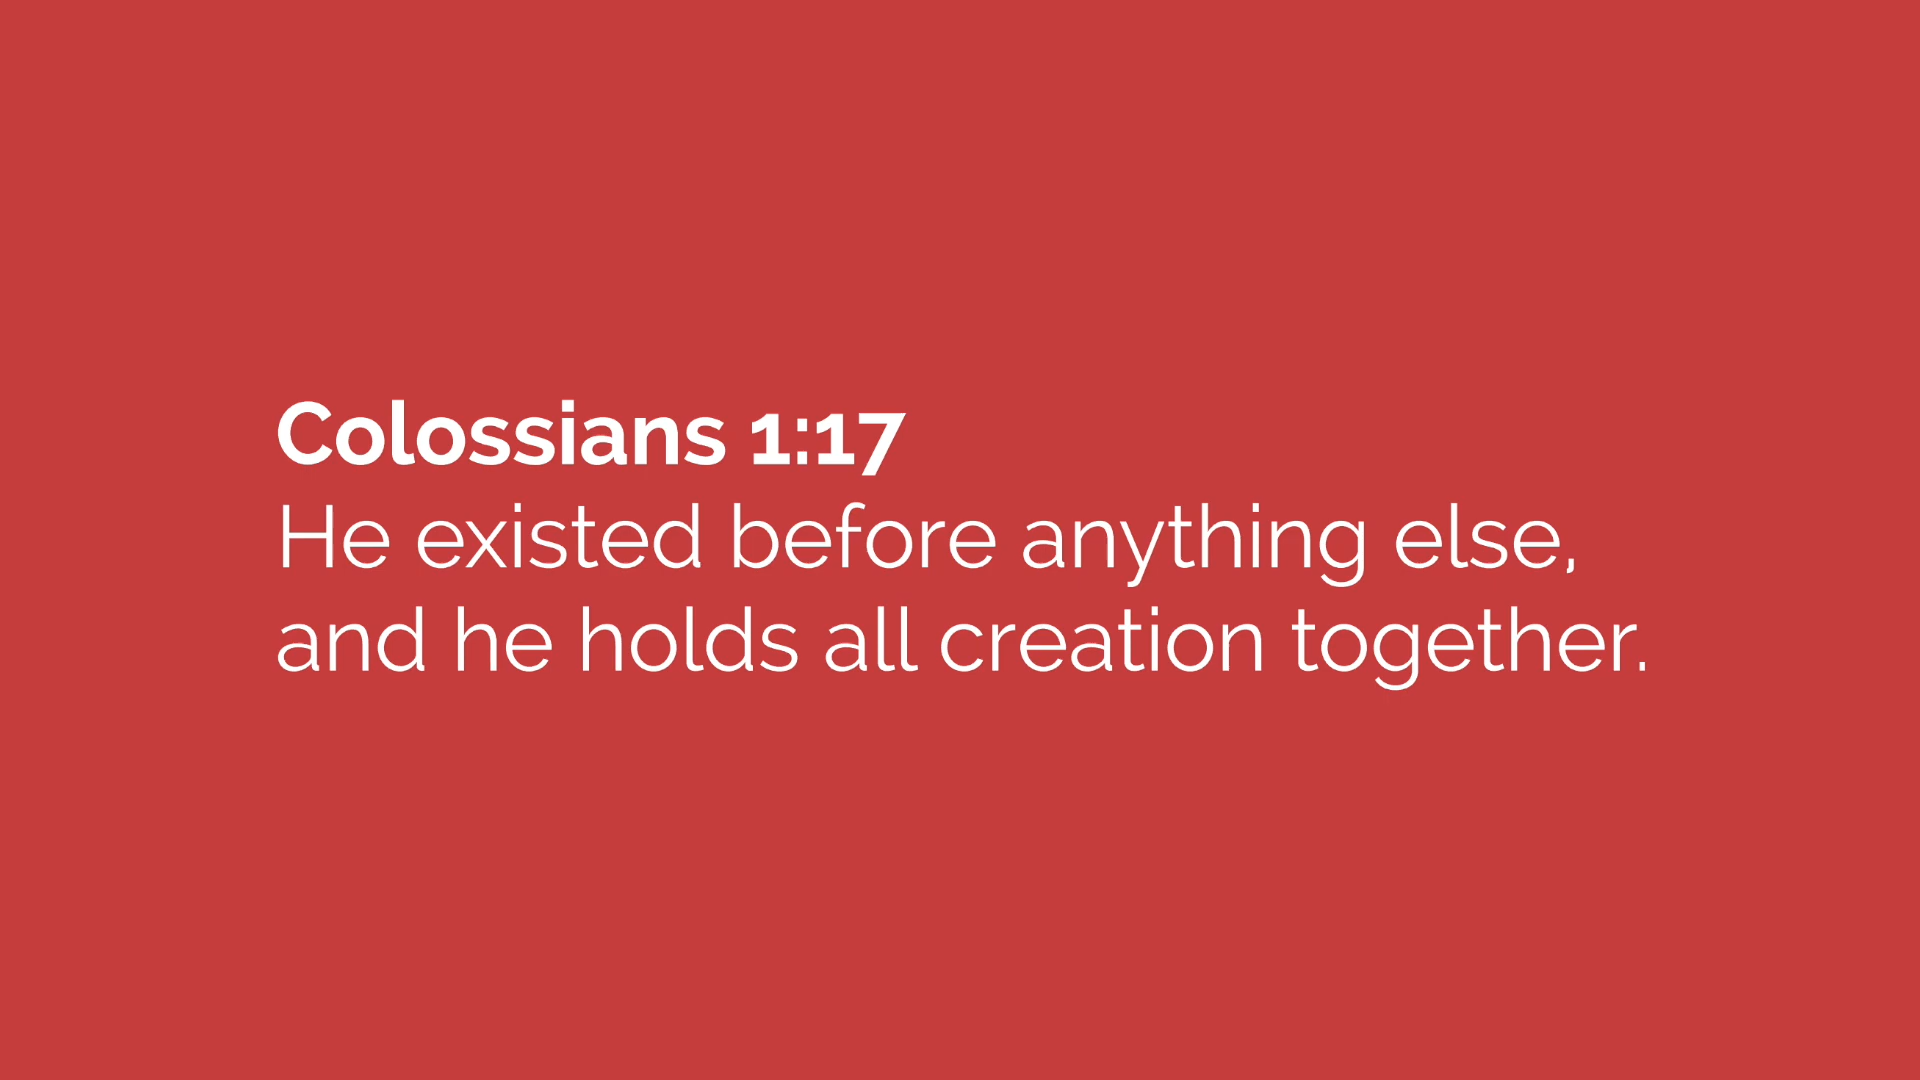 Colossians 1:17
He existed before anything else,
and he holds all creation together.